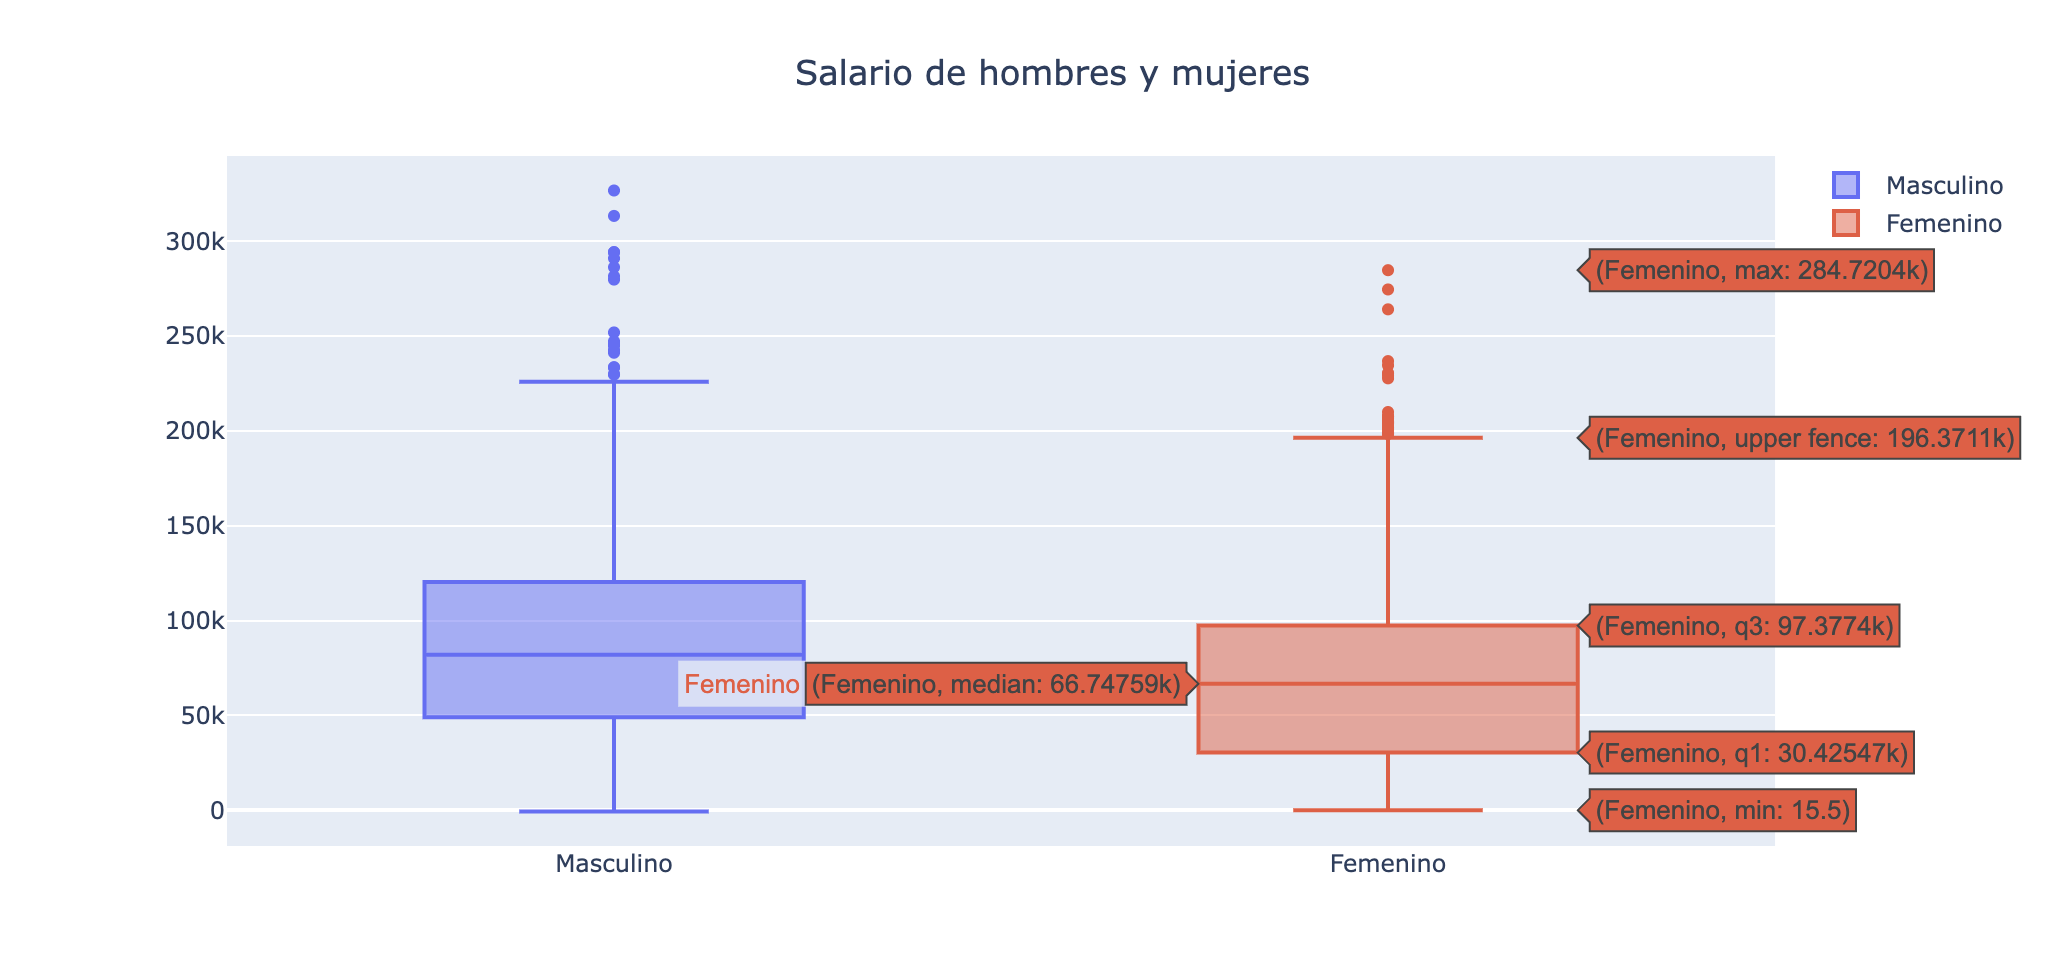 Salario de hombres y mujeres
Masculino
Femenino
300k
250k
200k
150k
100k
50k
0
(Femenino, max: 284.7204k)
(Femenino, upper fence: 196.3711k)
(Femenino, q3: 97.3774k)
Femenino (Femenino, median: 66.74759k)
(Femenino, q1: 30.42547k)
(Femenino, min: 15.5)
Masculino
Femenino